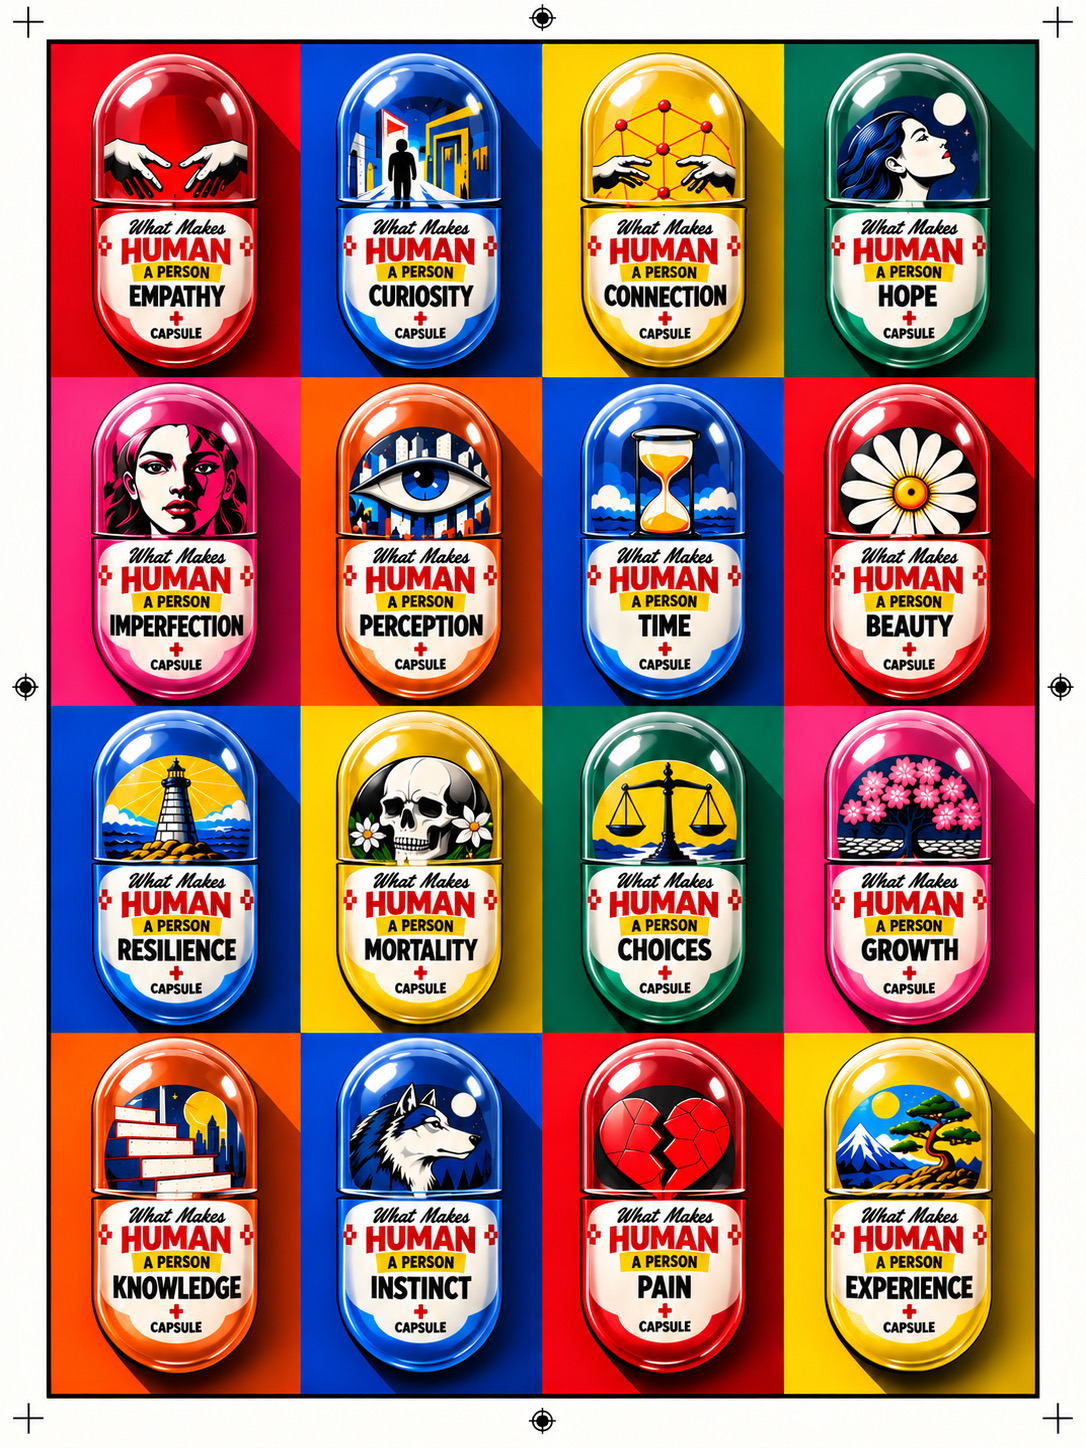 What Makes
HUMAN
A PERSON
EMPATHY
CAPSULE
What Makes
HUMAN
A PERSON
CURIOSITY
CAPSULE
What Makes
HUMAN
A PERSON
CONNECTION
CAPSULE
What Makes
HUMAN
A PERSON
HOPE
CAPSULE
What Makes
HUMAN
A PERSON
IMPERFECTION
CAPSULE
What Makes
HUMAN
A PERSON
PERCEPTION
CAPSULE
What Makes
HUMAN
A PERSON
TIME
CAPSULE
What Makes
HUMAN
A PERSON
BEAUTY
CAPSULE
What Makes
HUMAN
A PERSON
RESILIENCE
CAPSULE
What Makes
HUMAN
A PERSON
MORTALITY
CAPSULE
What Makes
HUMAN
A PERSON
CHOICES
CAPSULE
What Makes
HUMAN
A PERSON
GROWTH
CAPSULE
What Makes
HUMAN
A PERSON
KNOWLEDGE
CAPSULE
What Makes
HUMAN
A PERSON
INSTINCT
CAPSULE
What Makes
HUMAN
A PERSON
PAIN
CAPSULE
What Makes
HUMAN
A PERSON
EXPERIENCE
CAPSULE